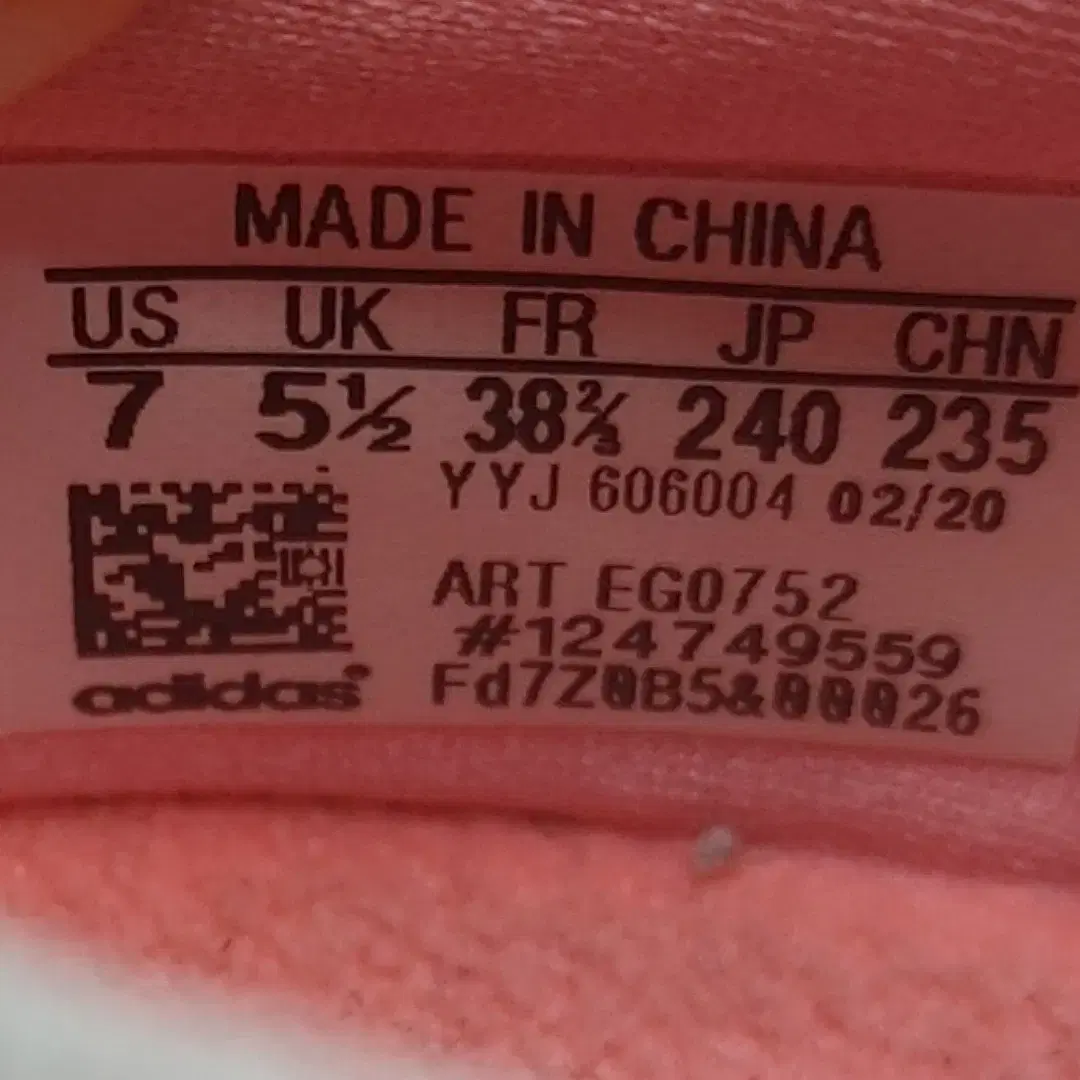 MADE IN CHINA
US UK FR JP CHN
7 5½ 38⅔ 240 235
YYJ 606004 02/20
ART EG0752
#124749559
adidas Fd7Z0B5&00026